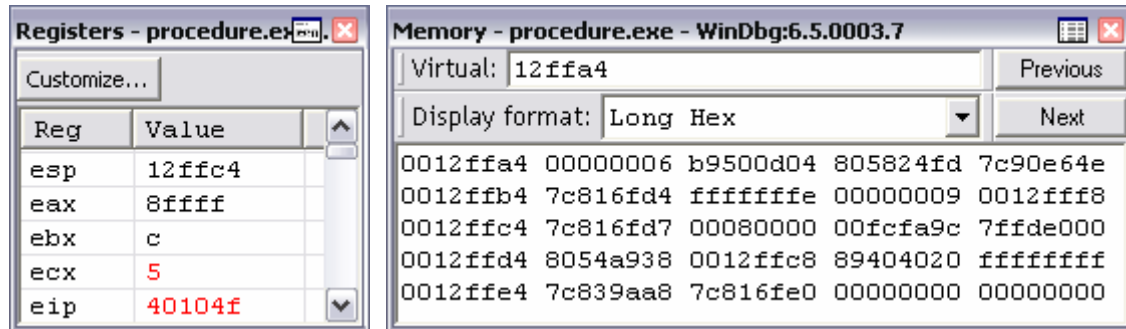 Registers - procedure.ex
Customize...
Reg Value
esp 12ffc4
eax 8ffff
ebx c
ecx 5
eip 40104f
Memory - procedure.exe - WinDbg:6.5.0003.7
Virtual: 12ffa4 Previous
Display format: Long Hex Next
0012ffa4 00000006 b9500d04 805824fd 7c90e64e
0012ffb4 7c816fd4 fffffffe 00000009 0012fff8
0012ffc4 7c816fd7 00080000 00fcfa9c 7ffde000
0012ffd4 8054a938 0012ffc8 89404020 ffffffff
0012ffe4 7c839aa8 7c816fe0 00000000 00000000